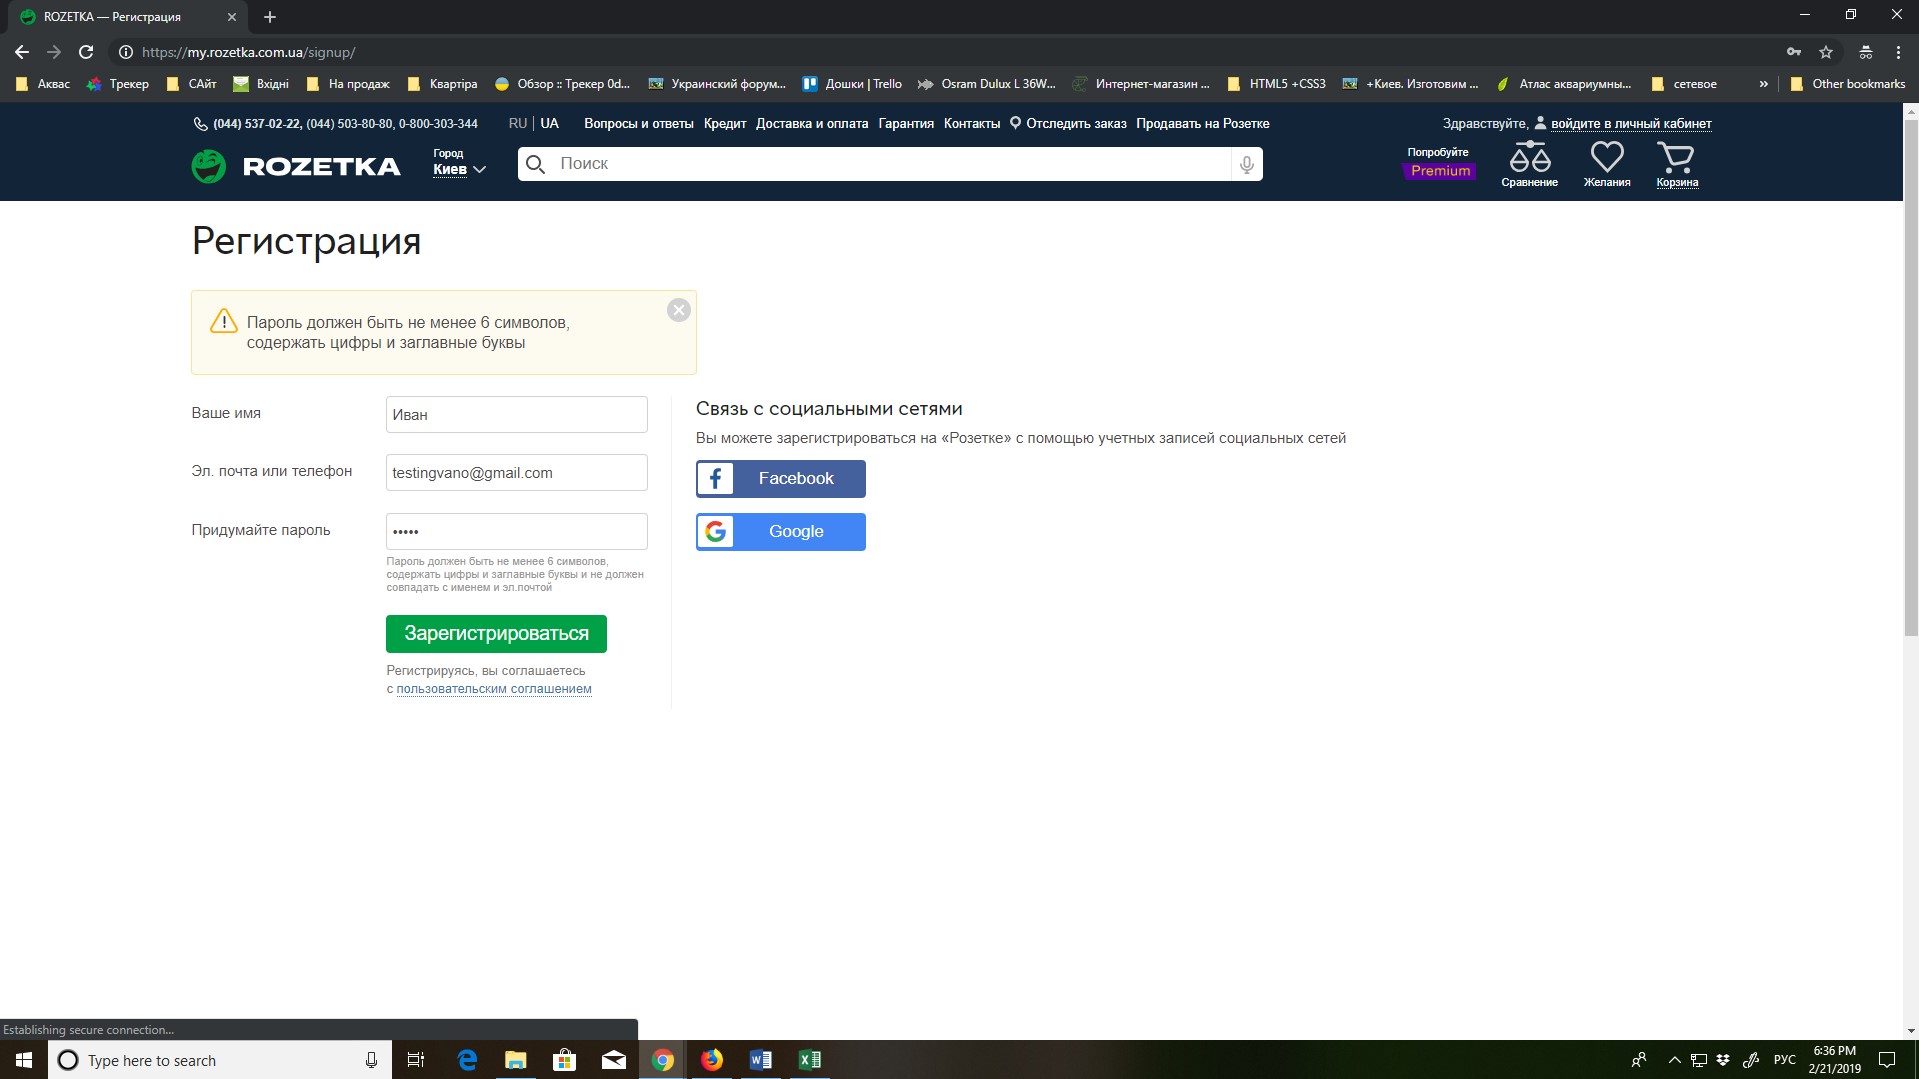 ROZETKA — Регистрация
https://my.rozetka.com.ua/signup/
Аквас Трекер САйт Вхідні На продаж Квартіра Обзор :: Трекер 0d... Украинский форум... Дошки | Trello Osram Dulux L 36W... Интернет-магазин ... HTML5 +CSS3 +Киев. Изготовим ... Атлас аквариумны... сетевое » Other bookmarks
(044) 537-02-22, (044) 503-80-80, 0-800-303-344 RU | UA Вопросы и ответы Кредит Доставка и оплата Гарантия Контакты Отследить заказ Продавать на Розетке Здравствуйте, войдите в личный кабинет
ROZETKA
Город
Киев
Поиск
Попробуйте
Premium
Сравнение
Желания
Корзина
Регистрация
Пароль должен быть не менее 6 символов,
содержать цифры и заглавные буквы
Ваше имя
Иван
Эл. почта или телефон
testingvano@gmail.com
Придумайте пароль
•••••
Пароль должен быть не менее 6 символов,
содержать цифры и заглавные буквы и не должен
совпадать с именем и эл.почтой
Зарегистрироваться
Регистрируясь, вы соглашаетесь
с пользовательским соглашением
Связь с социальными сетями
Вы можете зарегистрироваться на «Розетке» с помощью учетных записей социальных сетей
Facebook
Google
Establishing secure connection...
Type here to search
РУС
6:36 PM
2/21/2019